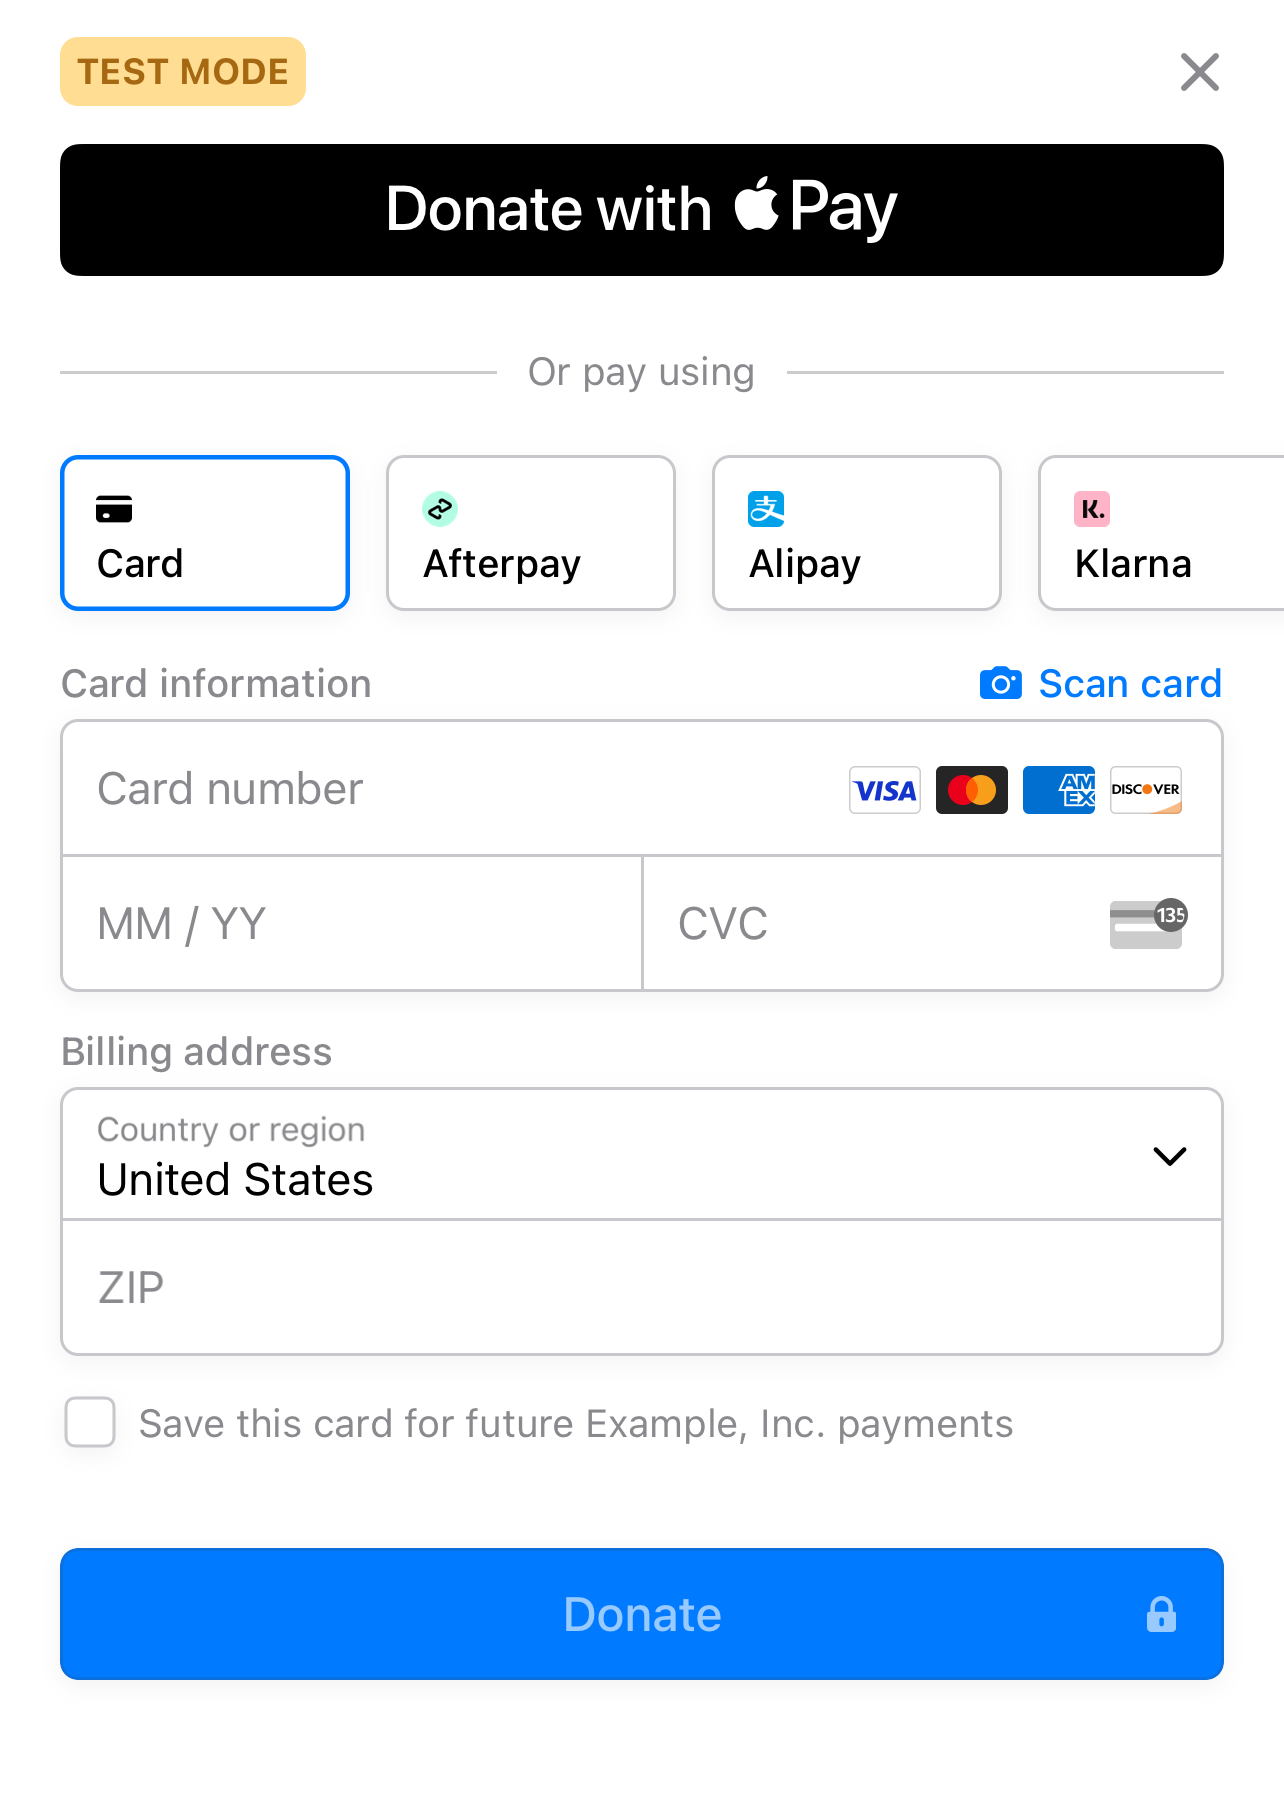 TEST MODE
Donate with Pay
Or pay using
Card
Afterpay
支
Alipay
K.
Klarna
Card information
Scan card
Card number
VISA
AM
EX
DISCOVER
MM / YY
CVC
135
Billing address
Country or region
United States
ZIP
Save this card for future Example, Inc. payments
Donate